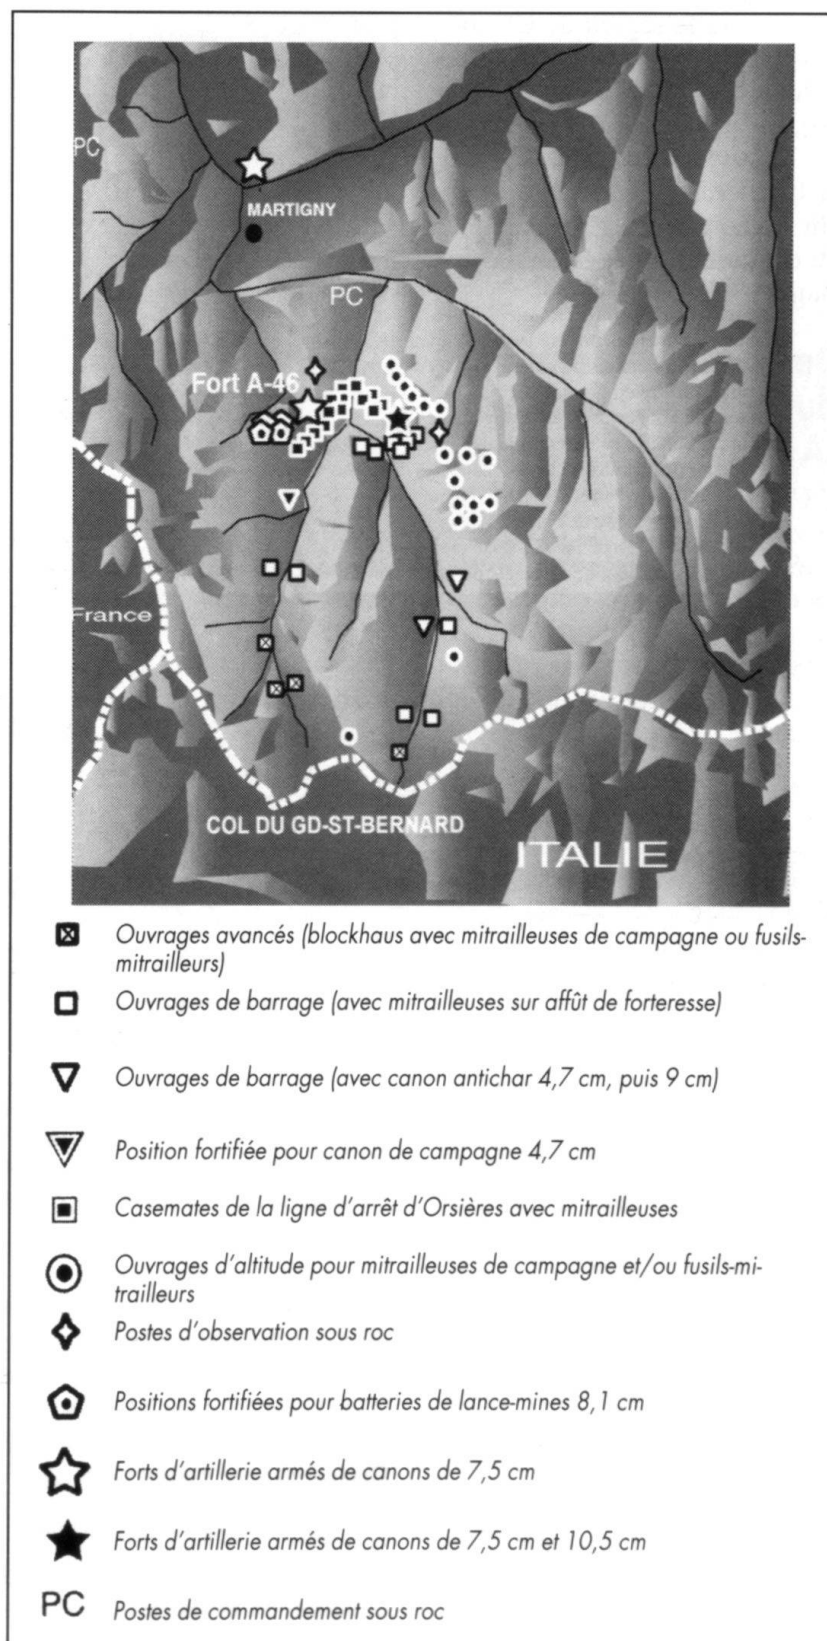 PC
MARTIGNY
PC
Fort A-46
France
COL DU GD-ST-BERNARD
ITALIE
Ouvrages avancés (blockhaus avec mitrailleuses de campagne ou fusils-
mitrailleurs)
Ouvrages de barrage (avec mitrailleuses sur affût de forteresse)
Ouvrages de barrage (avec canon antichar 4,7 cm, puis 9 cm)
Position fortifiée pour canon de campagne 4,7 cm
Casemates de la ligne d'arrêt d'Orsières avec mitrailleuses
Ouvrages d'altitude pour mitrailleuses de campagne et/ou fusils-mi-
trailleurs
Postes d'observation sous roc
Positions fortifiées pour batteries de lance-mines 8,1 cm
Forts d'artillerie armés de canons de 7,5 cm
Forts d'artillerie armés de canons de 7,5 cm et 10,5 cm
PC Postes de commandement sous roc